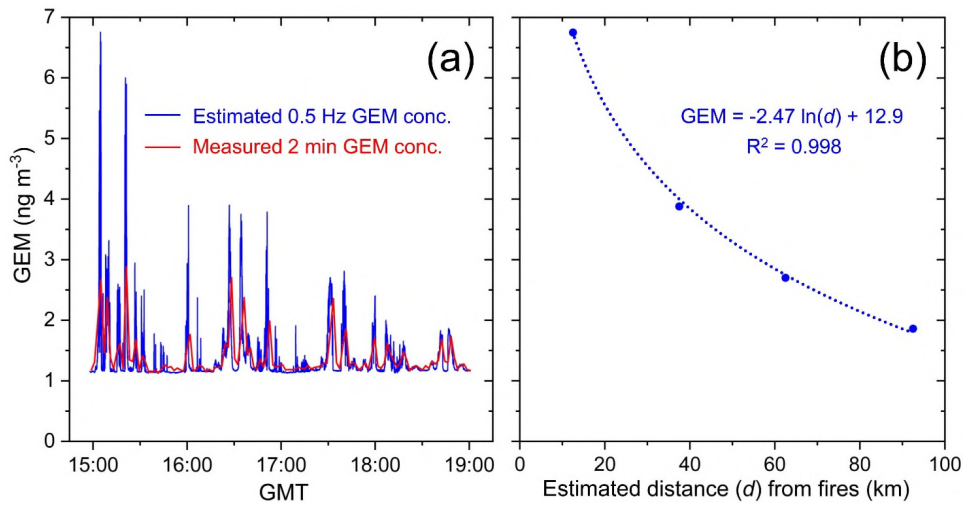 (a)
(b)
7
6
5
4
3
2
1
0
GEM (ng m⁻³)
Estimated 0.5 Hz GEM conc.
Measured 2 min GEM conc.
15:00 16:00 17:00 18:00 19:00
GMT
GEM = -2.47 ln(d) + 12.9
R² = 0.998
0 20 40 60 80 100
Estimated distance (d) from fires (km)